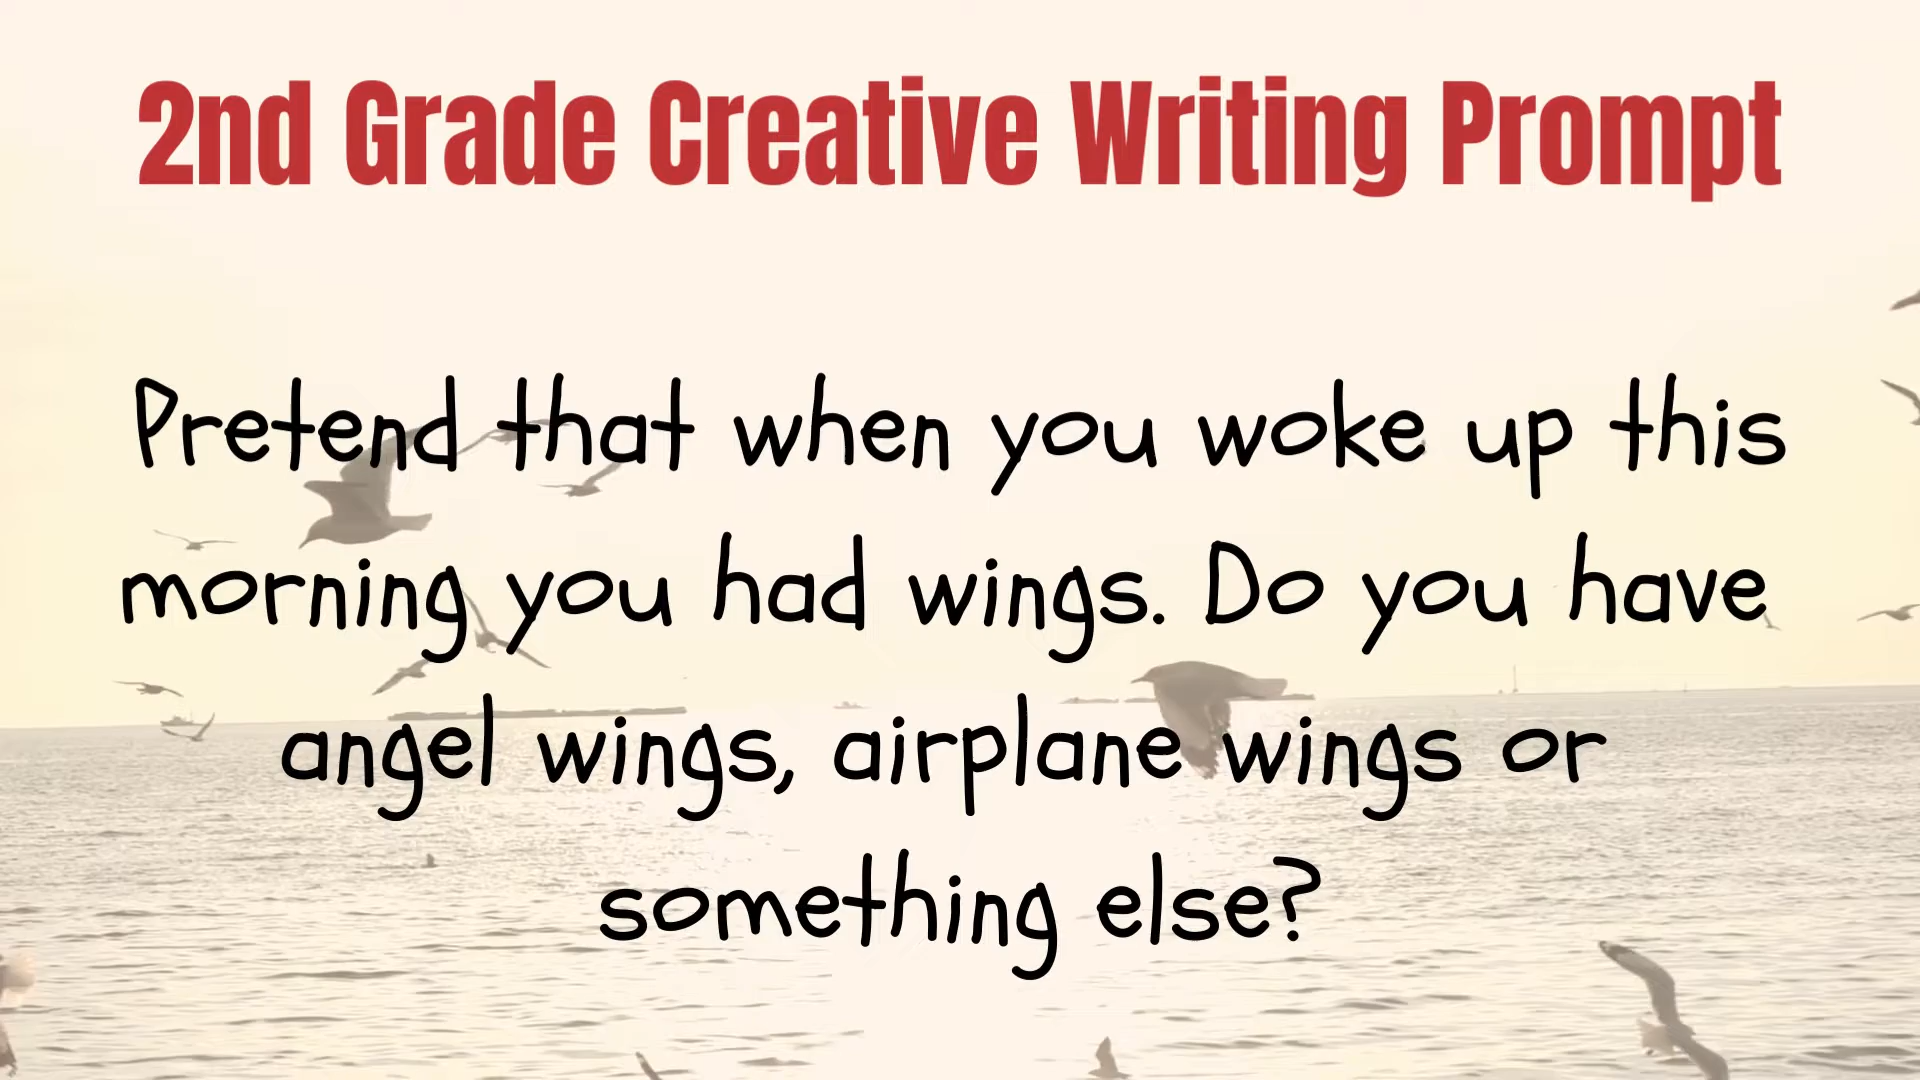 2nd Grade Creative Writing Prompt
Pretend that when you woke up this
morning you had wings. Do you have
angel wings, airplane wings or
something else?